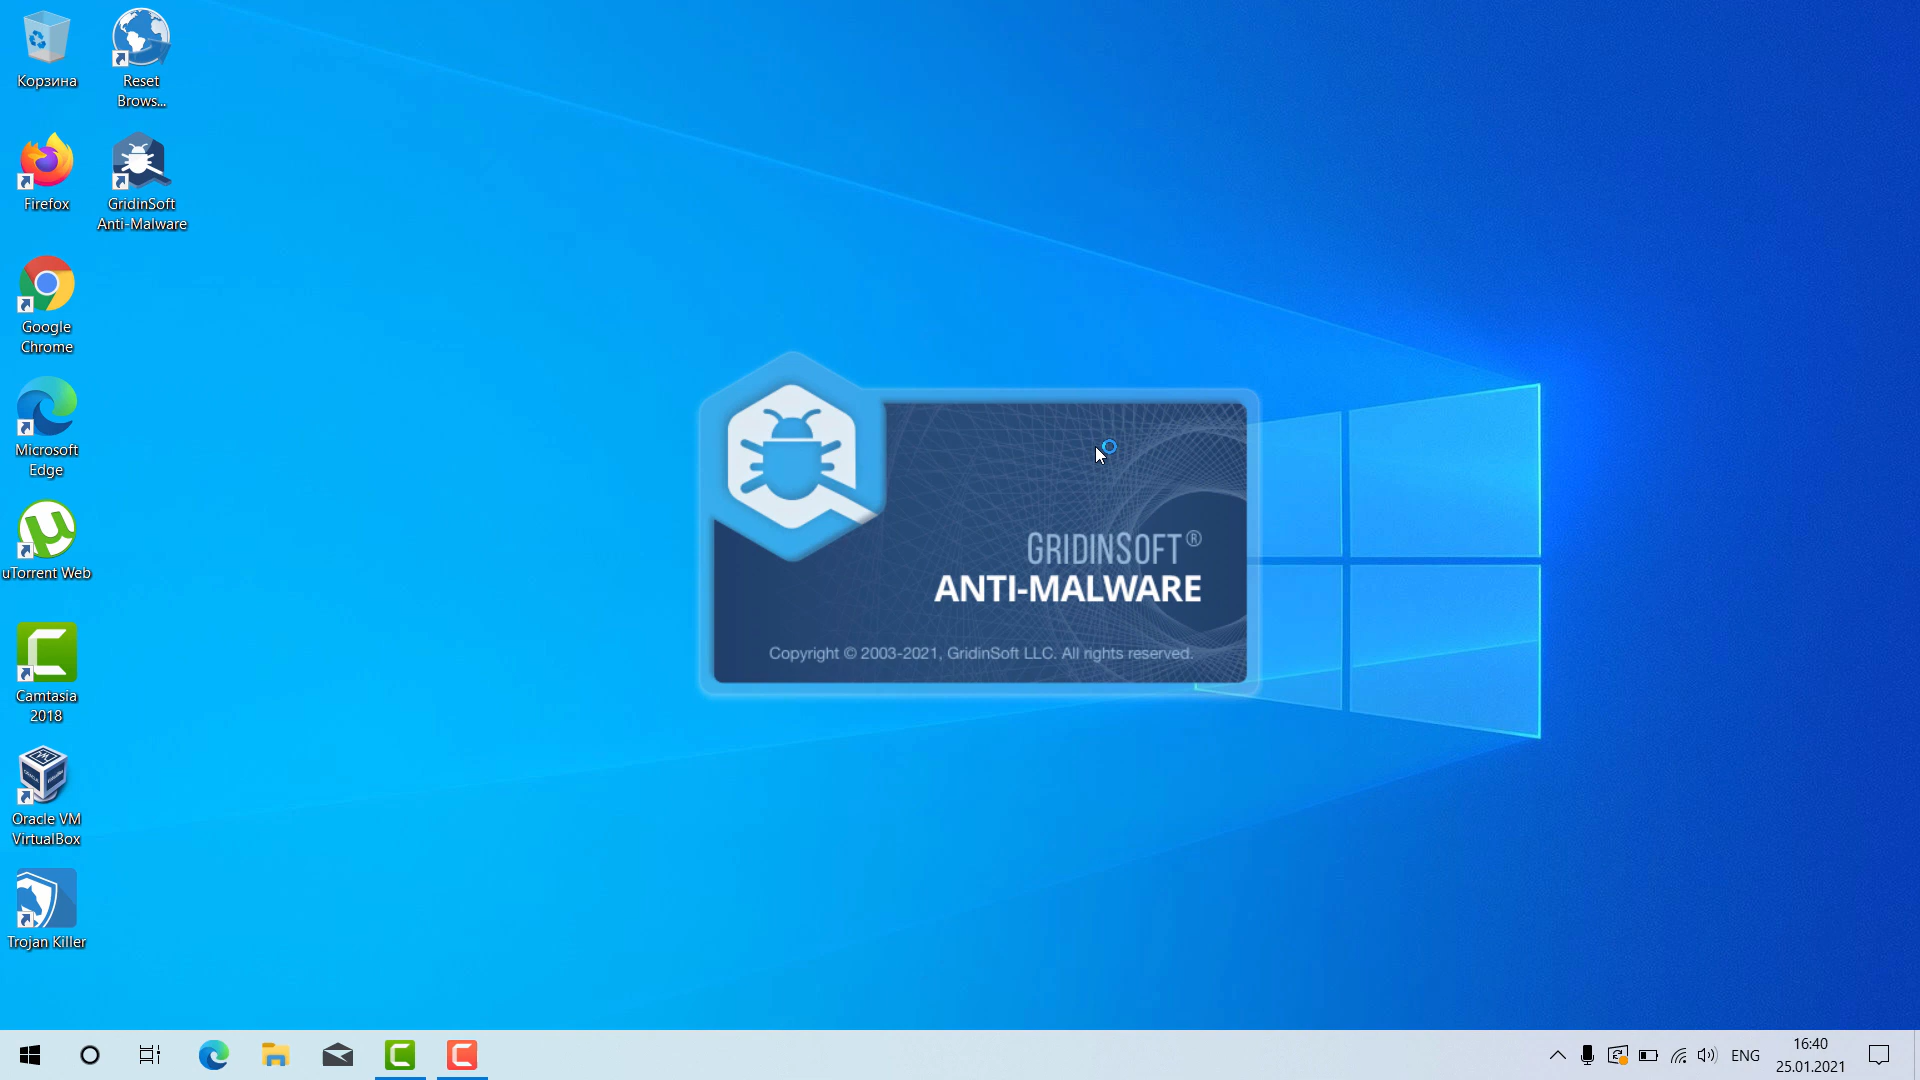 Корзина
Reset
Brows...
Firefox
GridinSoft
Anti-Malware
Google
Chrome
Microsoft
Edge
uTorrent Web
Camtasia
2018
Oracle VM
VirtualBox
Trojan Killer
GRIDINSOFT®
ANTI-MALWARE
Copyright © 2003-2021, GridinSoft LLC. All rights reserved.
ENG
16:40
25.01.2021